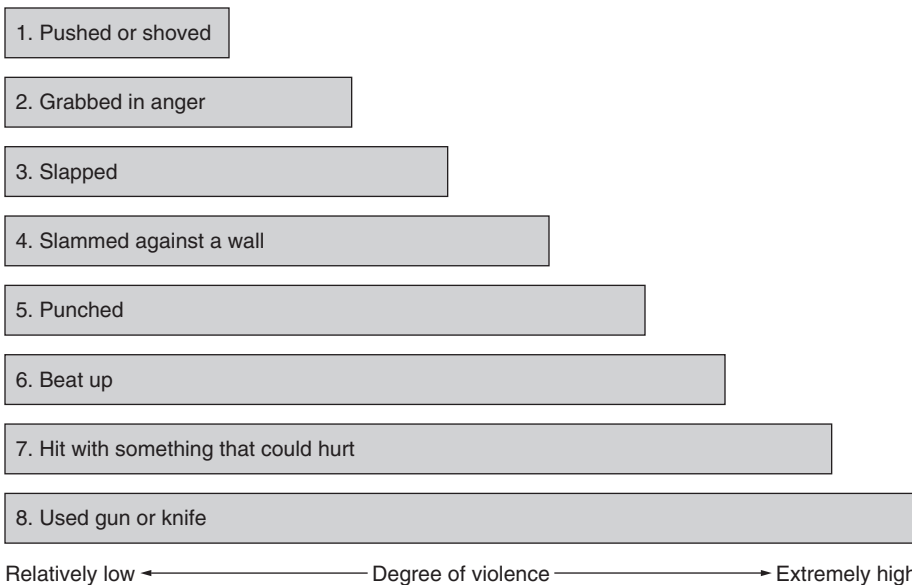 1. Pushed or shoved
2. Grabbed in anger
3. Slapped
4. Slammed against a wall
5. Punched
6. Beat up
7. Hit with something that could hurt
8. Used gun or knife
Relatively low Degree of violence Extremely high